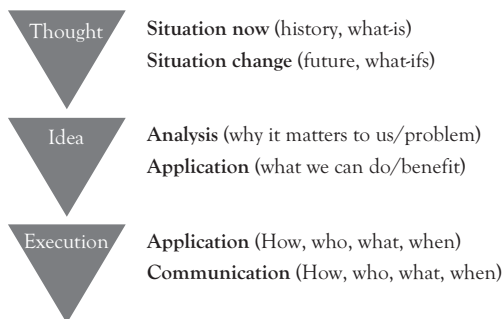 Thought
Situation now (history, what-is)
Situation change (future, what-ifs)
Idea
Analysis (why it matters to us/problem)
Application (what we can do/benefit)
Execution
Application (How, who, what, when)
Communication (How, who, what, when)